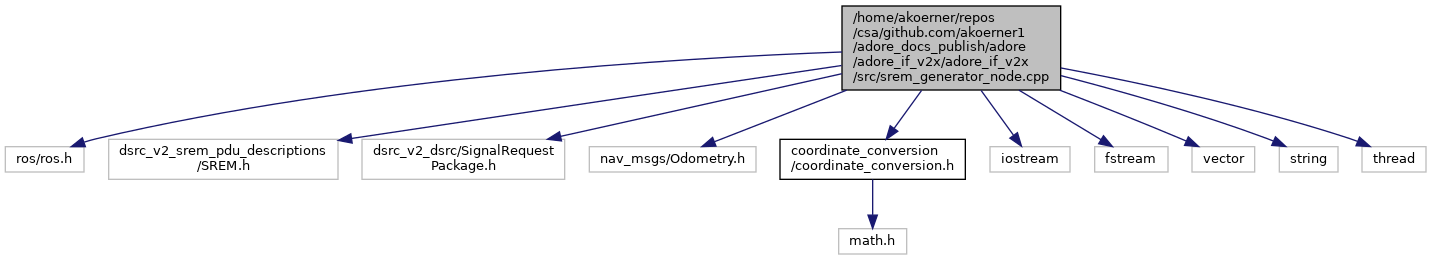 /home/akoerner/repos
/csa/github.com/akoerner1
/adore_docs_publish/adore
/adore_if_v2x/adore_if_v2x
/src/srem_generator_node.cpp
ros/ros.h
dsrc_v2_srem_pdu_descriptions
/SREM.h
dsrc_v2_dsrc/SignalRequest
Package.h
nav_msgs/Odometry.h
coordinate_conversion
/coordinate_conversion.h
iostream
fstream
vector
string
thread
math.h